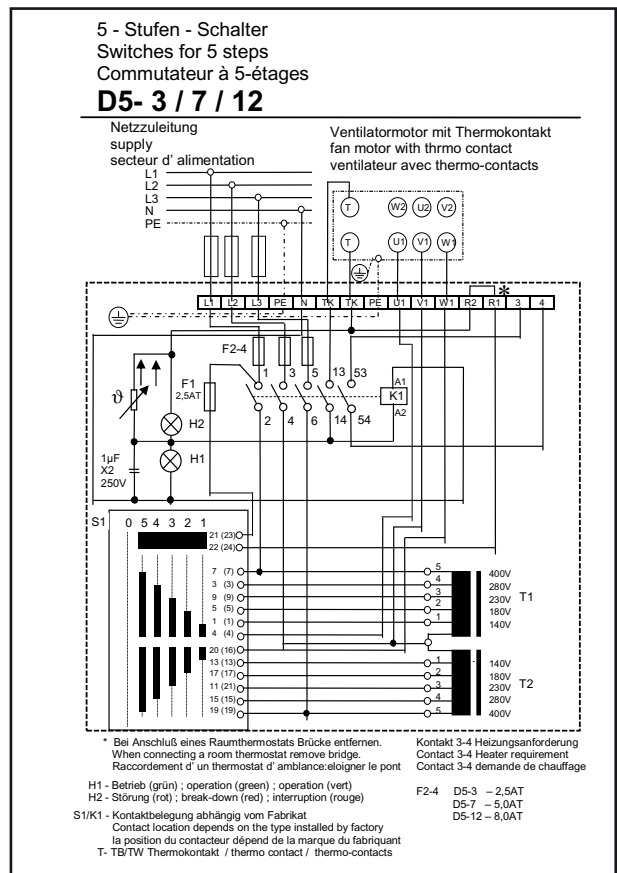 5 - Stufen - Schalter
Switches for 5 steps
Commutateur à 5-étages
D5- 3 / 7 / 12
Netzzuleitung
supply
secteur d' alimentation
Ventilatormotor mit Thermokontakt
fan motor with thrmo contact
ventilateur avec thermo-contacts
L1
L2
L3
N
PE
T W2 U2 V2
T U1 V1 W1
L1 L2 L3 PE N TK TK PE U1 V1 W1 R2 R1 3 4
*
F2-4
F1
2,5AT
1 3 5 13 53
2 4 6 14 54
A1
K1
A2
ϑ
H2
H1
1µF
X2
250V
S1 0 5 4 3 2 1
21 (23)
22 (24)
7 (7)
3 (3)
9 (9)
5 (5)
1 (1)
4 (4)
20 (16)
13 (13)
17 (17)
11 (21)
15 (15)
19 (19)
5 400V
4 280V
3 230V T1
2 180V
1 140V
1 140V
2 180V
3 230V T2
4 280V
5 400V
* Bei Anschluß eines Raumthermostats Brücke entfernen.
When connecting a room thermostat remove bridge.
Raccordement d' un thermostat d' amblance:eloigner le pont
Kontakt 3-4 Heizungsanforderung
Contact 3-4 Heater requirement
Contact 3-4 demande de chauffage
H1 - Betrieb (grün) ; operation (green) ; operation (vert)
H2 - Störung (rot) ; break-down (red) ; interruption (rouge)
F2-4 D5-3 – 2,5AT
D5-7 – 5,0AT
D5-12 – 8,0AT
S1/K1 - Kontaktbelegung abhängig vom Fabrikat
Contact location depends on the type installed by factory
la position du contacteur dépend de la marque du fabriquant
T- TB/TW Thermokontakt / thermo contact / thermo-contacts